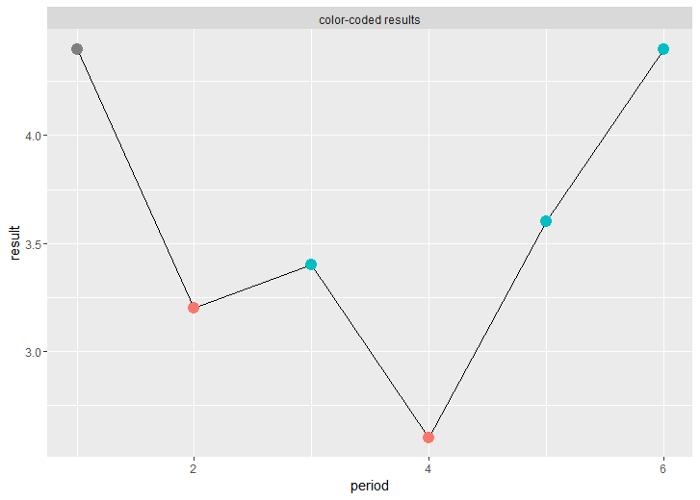 color-coded results
4.0
3.5
3.0
result
2 4 6
period